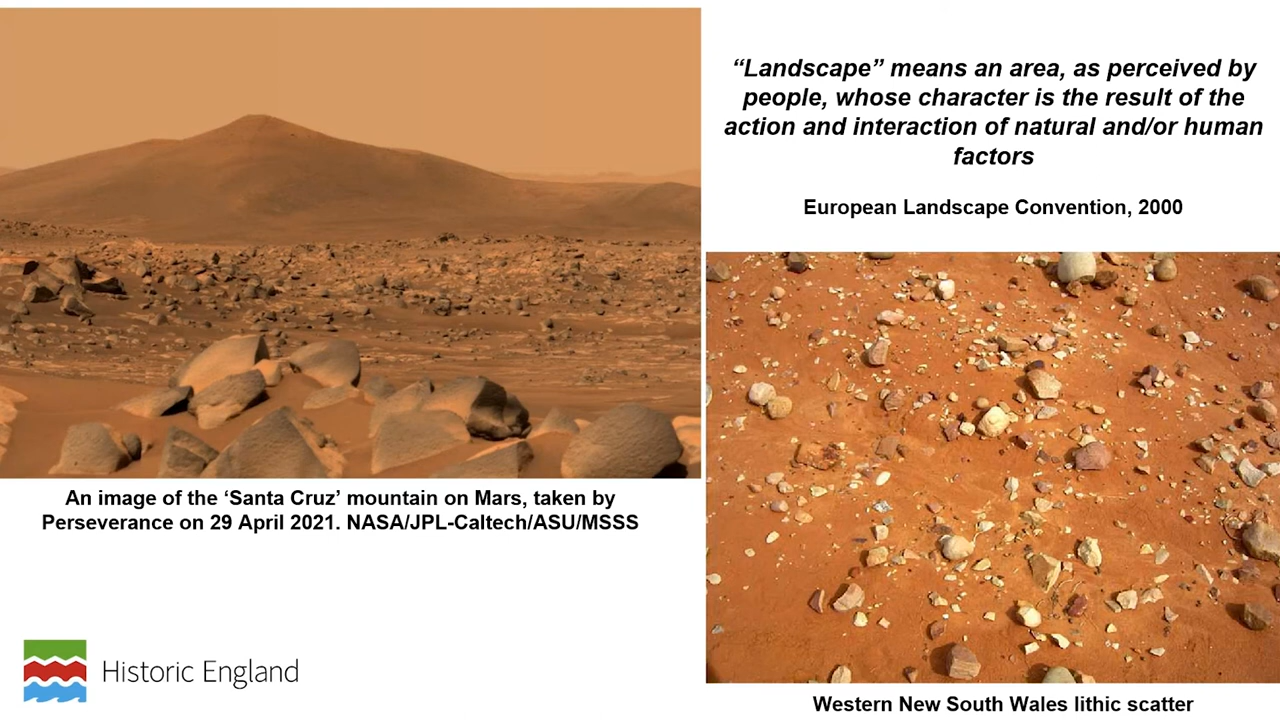 “Landscape” means an area, as perceived by
people, whose character is the result of the
action and interaction of natural and/or human
factors
European Landscape Convention, 2000
An image of the ‘Santa Cruz’ mountain on Mars, taken by
Perseverance on 29 April 2021. NASA/JPL-Caltech/ASU/MSSS
Historic England
Western New South Wales lithic scatter